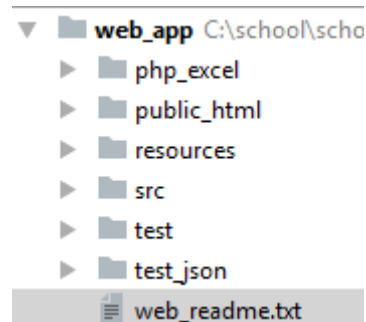 web_app C:\school\scho
php_excel
public_html
resources
src
test
test_json
web_readme.txt